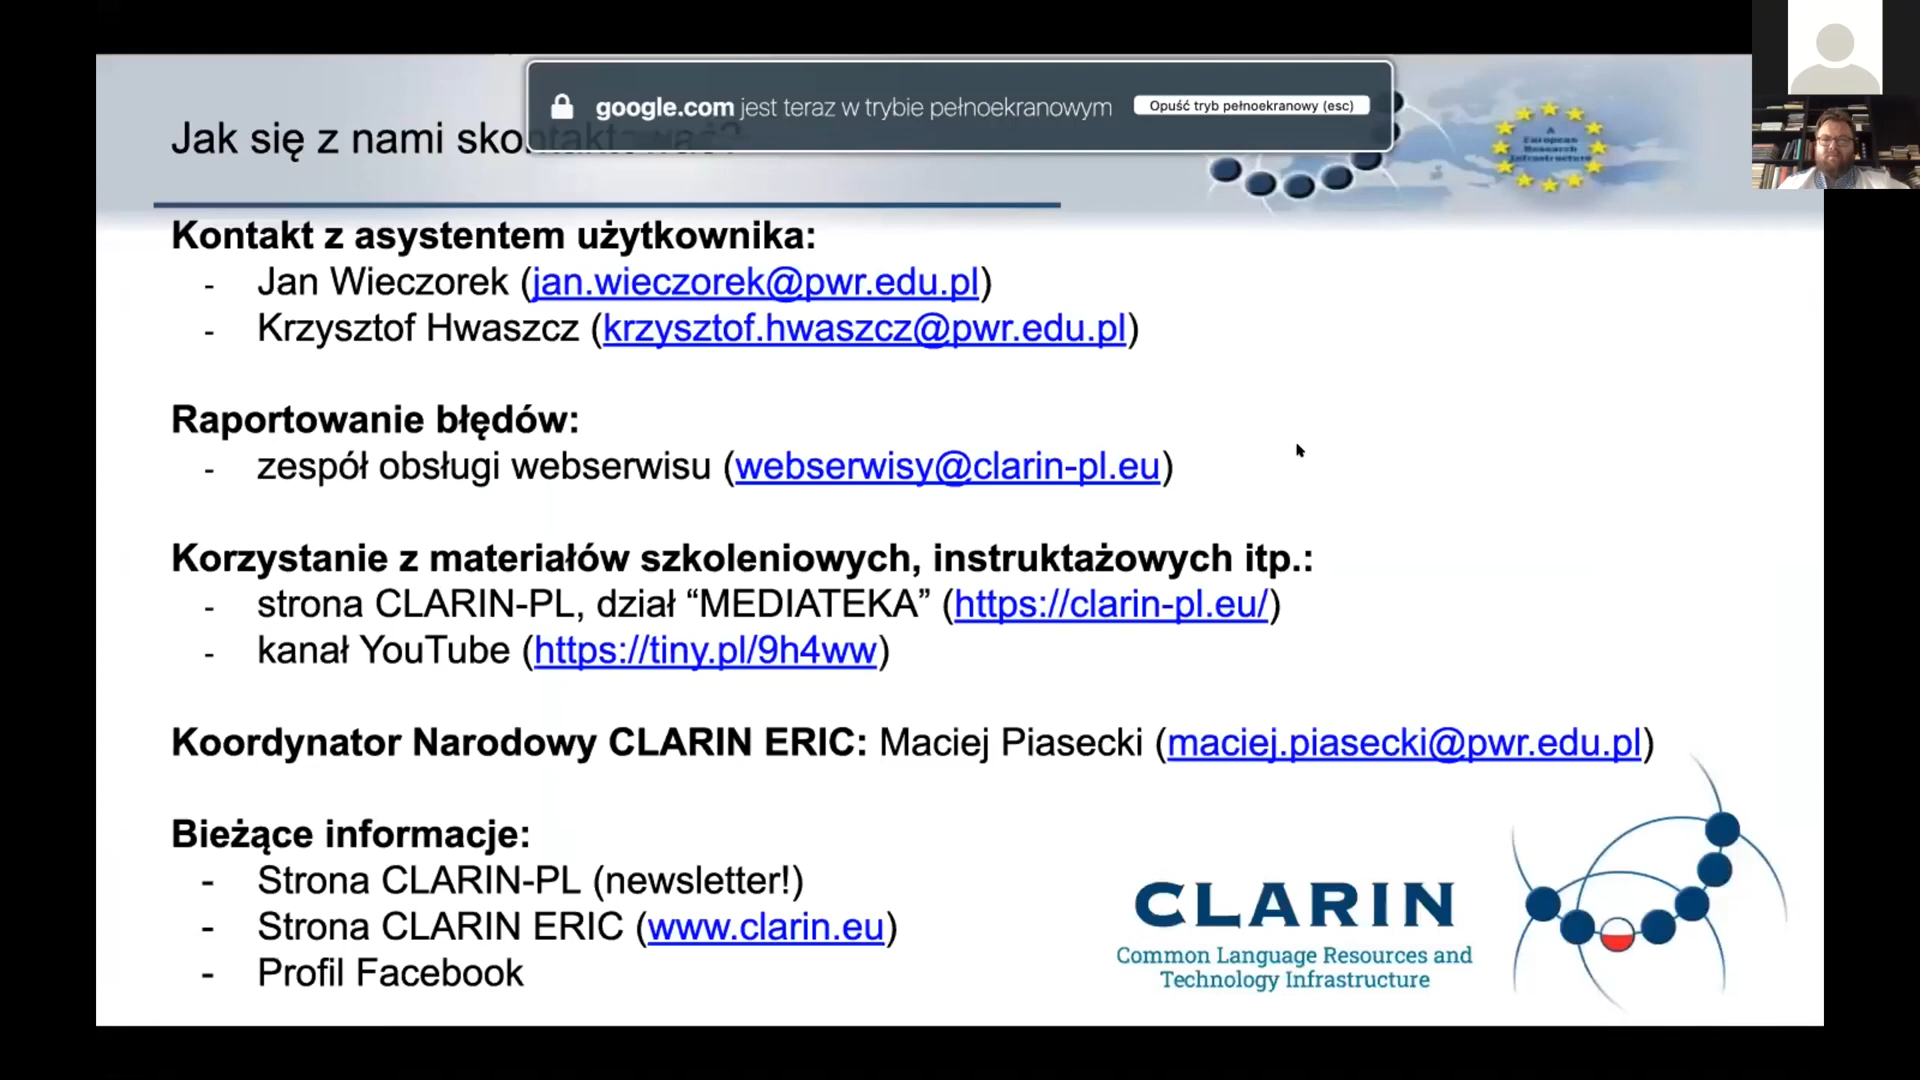 google.com jest teraz w trybie pełnoekranowym
Opuść tryb pełnoekranowy (esc)
Jak się z nami skontaktować?
A
European
Research
Infrastructure
Kontakt z asystentem użytkownika:
- Jan Wieczorek (jan.wieczorek@pwr.edu.pl)
- Krzysztof Hwaszcz (krzysztof.hwaszcz@pwr.edu.pl)
Raportowanie błędów:
- zespół obsługi webserwisu (webserwisy@clarin-pl.eu)
Korzystanie z materiałów szkoleniowych, instruktażowych itp.:
- strona CLARIN-PL, dział “MEDIATEKA” (https://clarin-pl.eu/)
- kanał YouTube (https://tiny.pl/9h4ww)
Koordynator Narodowy CLARIN ERIC: Maciej Piasecki (maciej.piasecki@pwr.edu.pl)
Bieżące informacje:
- Strona CLARIN-PL (newsletter!)
- Strona CLARIN ERIC (www.clarin.eu)
- Profil Facebook
CLARIN
Common Language Resources and
Technology Infrastructure